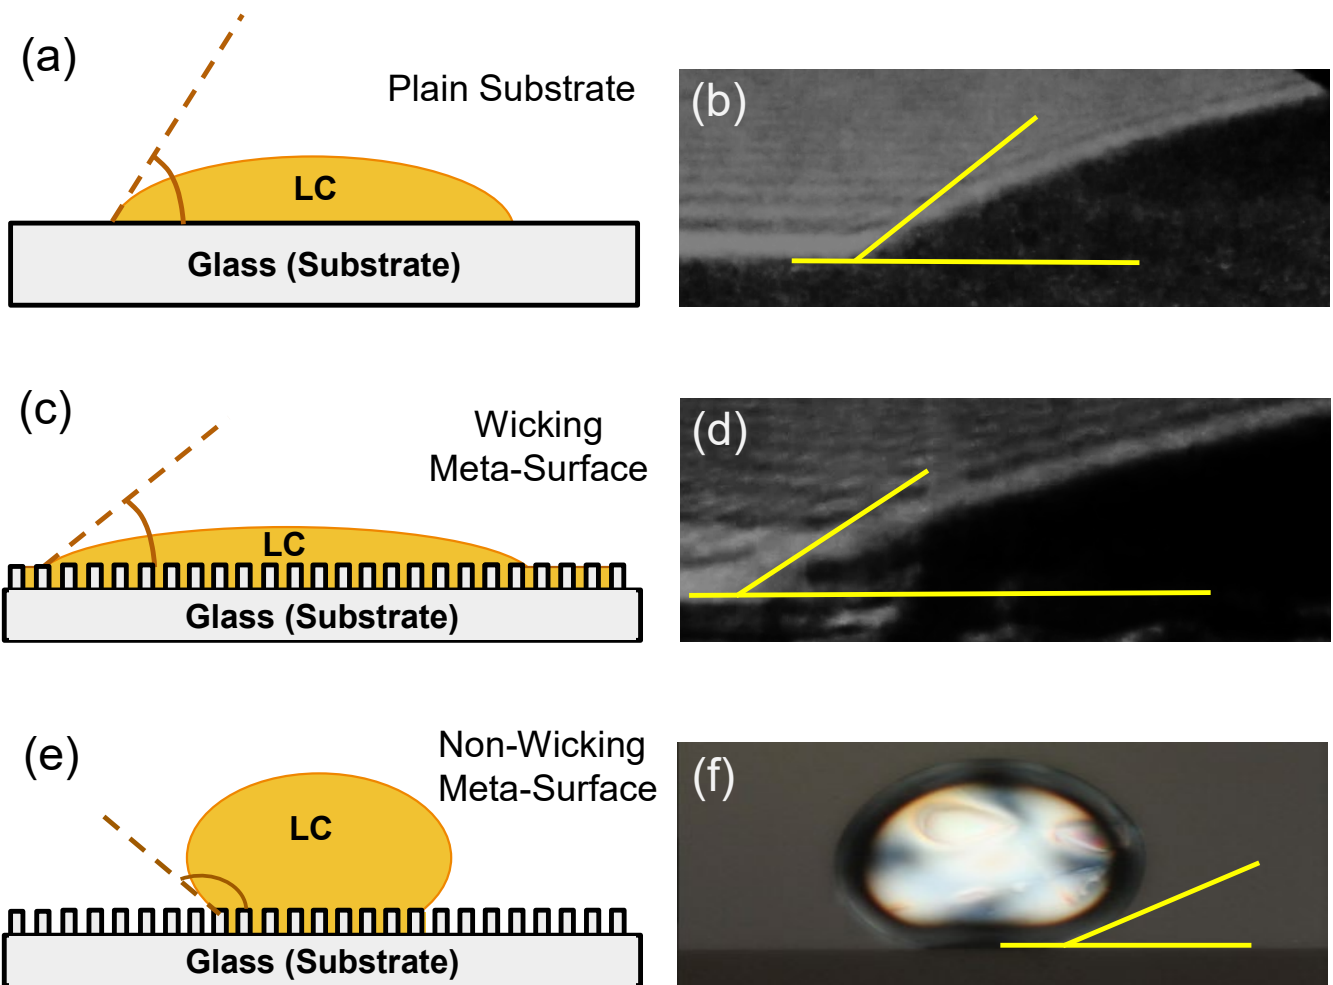 (a)
Plain Substrate
LC
Glass (Substrate)
(b)
(c)
Wicking
Meta-Surface
LC
Glass (Substrate)
(d)
(e)
Non-Wicking
Meta-Surface
LC
Glass (Substrate)
(f)